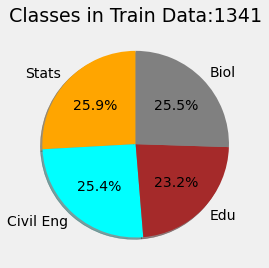 Classes in Train Data:1341
Stats
Biol
25.9%
25.5%
25.4%
23.2%
Civil Eng
Edu